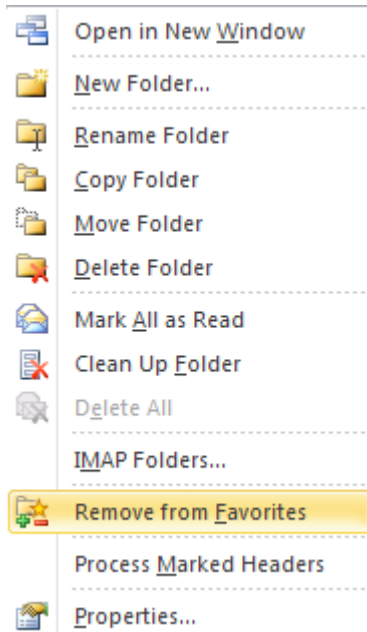 Open in New Window
New Folder...
Rename Folder
Copy Folder
Move Folder
Delete Folder
Mark All as Read
Clean Up Folder
Delete All
IMAP Folders...
Remove from Favorites
Process Marked Headers
Properties...